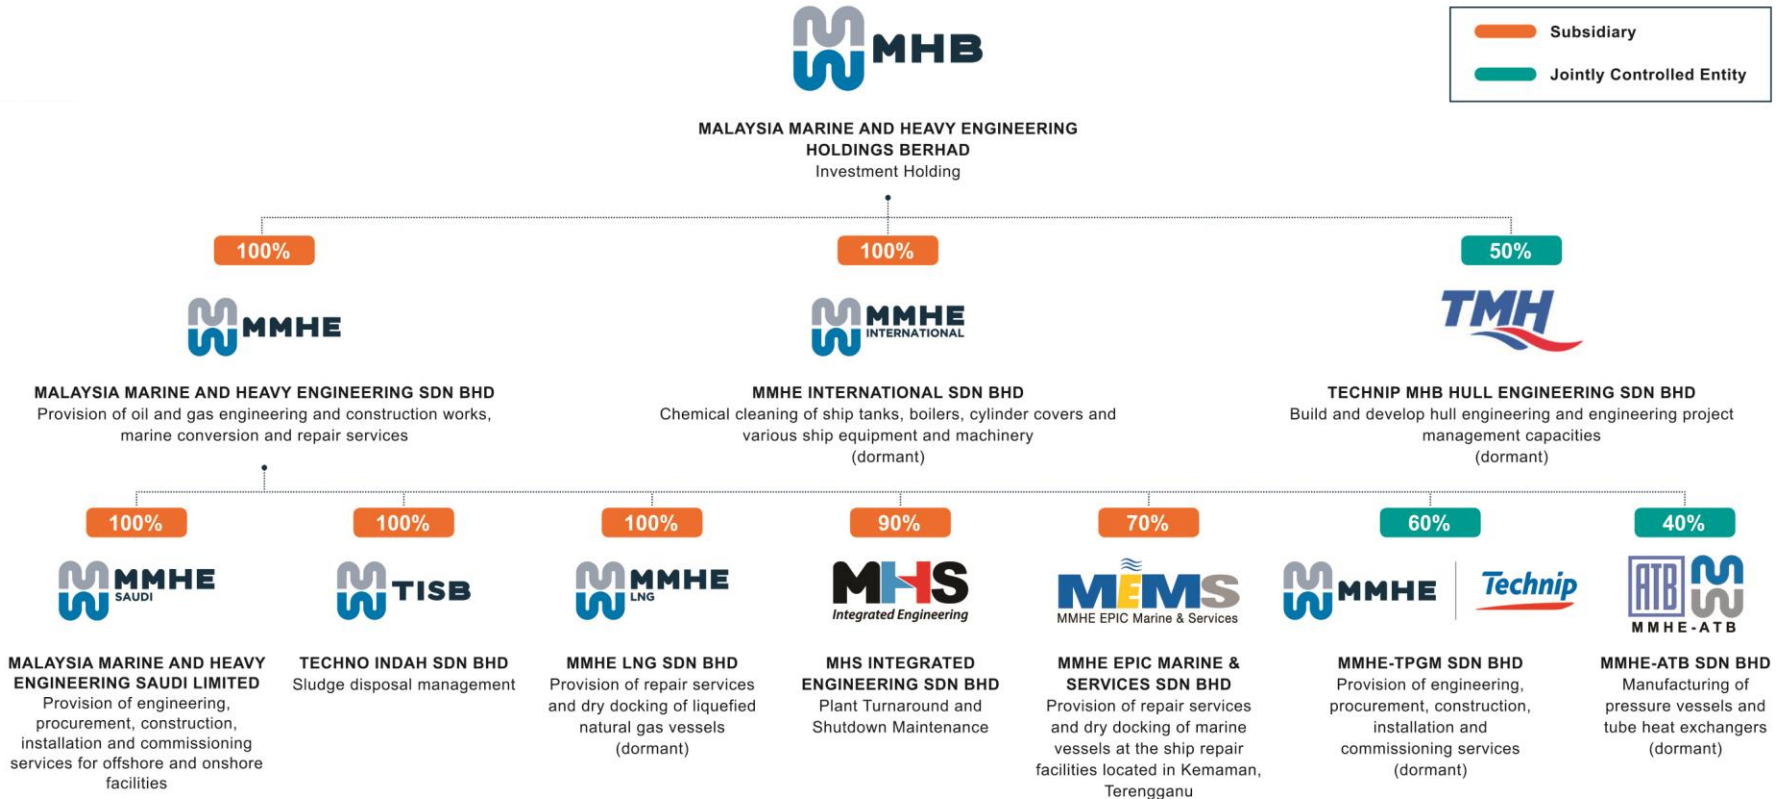 MHB
Subsidiary
Jointly Controlled Entity
MALAYSIA MARINE AND HEAVY ENGINEERING
HOLDINGS BERHAD
Investment Holding
100%
MMHE
MALAYSIA MARINE AND HEAVY ENGINEERING SDN BHD
Provision of oil and gas engineering and construction works,
marine conversion and repair services
100%
MMHE
INTERNATIONAL
MMHE INTERNATIONAL SDN BHD
Chemical cleaning of ship tanks, boilers, cylinder covers and
various ship equipment and machinery
(dormant)
50%
TMH
TECHNIP MHB HULL ENGINEERING SDN BHD
Build and develop hull engineering and engineering project
management capacities
(dormant)
100%
MMHE
SAUDI
MALAYSIA MARINE AND HEAVY
ENGINEERING SAUDI LIMITED
Provision of engineering,
procurement, construction,
installation and commissioning
services for offshore and onshore
facilities
100%
TISB
TECHNO INDAH SDN BHD
Sludge disposal management
100%
MMHE
LNG
MMHE LNG SDN BHD
Provision of repair services
and dry docking of liquefied
natural gas vessels
(dormant)
90%
MHS
Integrated Engineering
MHS INTEGRATED
ENGINEERING SDN BHD
Plant Turnaround and
Shutdown Maintenance
70%
MEMS
MMHE EPIC Marine & Services
MMHE EPIC MARINE &
SERVICES SDN BHD
Provision of repair services
and dry docking of marine
vessels at the ship repair
facilities located in Kemaman,
Terengganu
60%
MMHE
Technip
MMHE-TPGM SDN BHD
Provision of engineering,
procurement, construction,
installation and
commissioning services
(dormant)
40%
ATB
MMHE-ATB
MMHE-ATB SDN BHD
Manufacturing of
pressure vessels and
tube heat exchangers
(dormant)